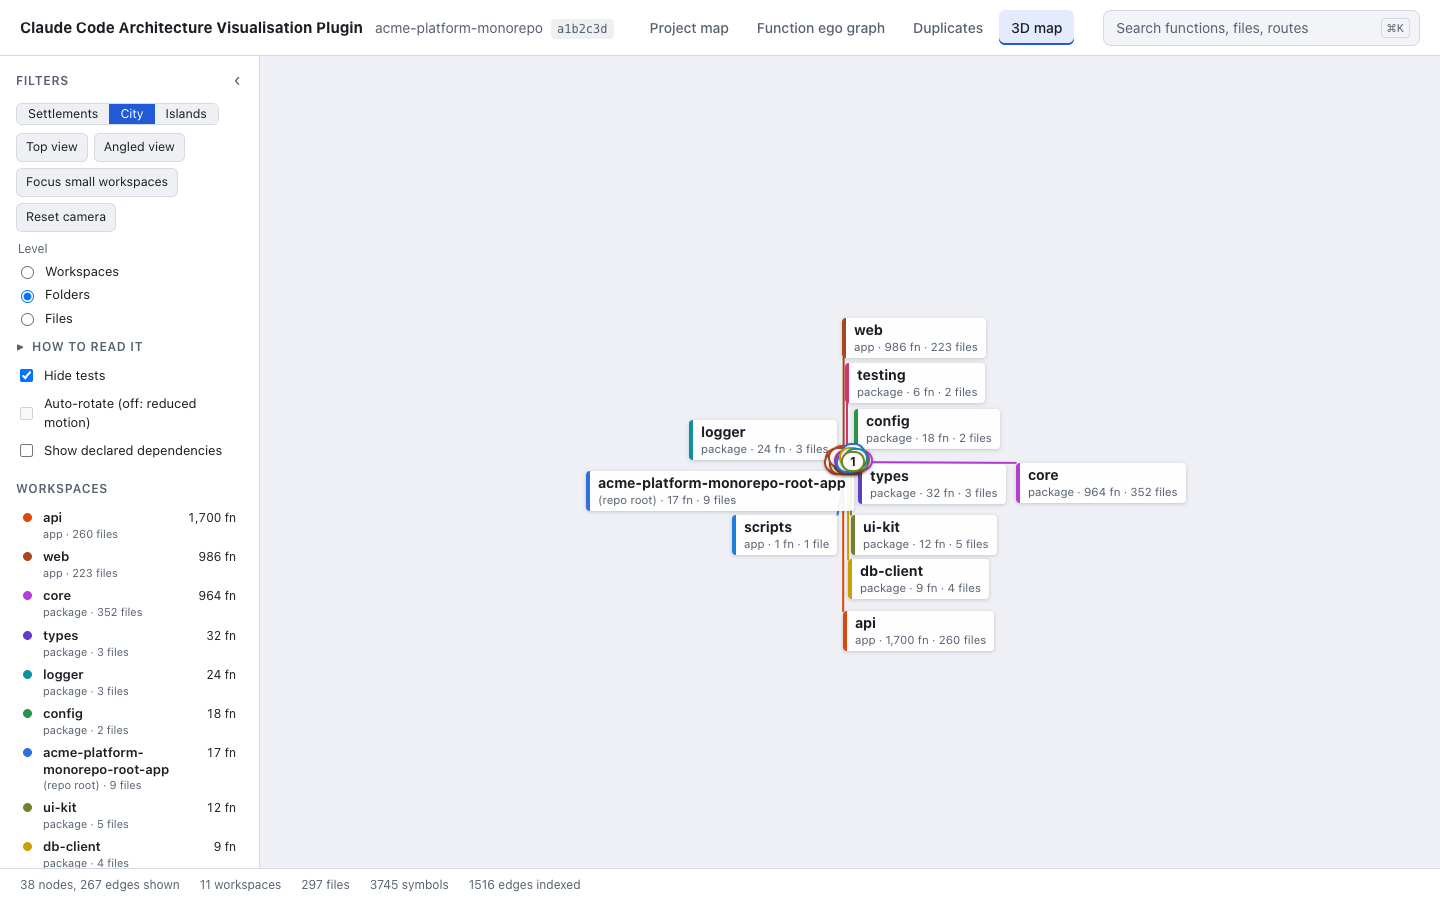 Claude Code Architecture Visualisation Plugin acme-platform-monorepo a1b2c3d
Project map Function ego graph Duplicates 3D map
Search functions, files, routes ⌘K
FILTERS ‹
Settlements City Islands
Top view Angled view
Focus small workspaces
Reset camera
Level
Workspaces
Folders
Files
▸ HOW TO READ IT
Hide tests
Auto-rotate (off: reduced
motion)
Show declared dependencies
WORKSPACES
api 1,700 fn
app · 260 files
web 986 fn
app · 223 files
core 964 fn
package · 352 files
types 32 fn
package · 3 files
logger 24 fn
package · 3 files
config 18 fn
package · 2 files
acme-platform- 17 fn
monorepo-root-app
(repo root) · 9 files
ui-kit 12 fn
package · 5 files
db-client 9 fn
package · 4 files
web
app · 986 fn · 223 files
testing
package · 6 fn · 2 files
config
package · 18 fn · 2 files
logger
package · 24 fn · 3 files
1
acme-platform-monorepo-root-app
(repo root) · 17 fn · 9 files
types
package · 32 fn · 3 files
core
package · 964 fn · 352 files
scripts
app · 1 fn · 1 file
ui-kit
package · 12 fn · 5 files
db-client
package · 9 fn · 4 files
api
app · 1,700 fn · 260 files
38 nodes, 267 edges shown 11 workspaces 297 files 3745 symbols 1516 edges indexed